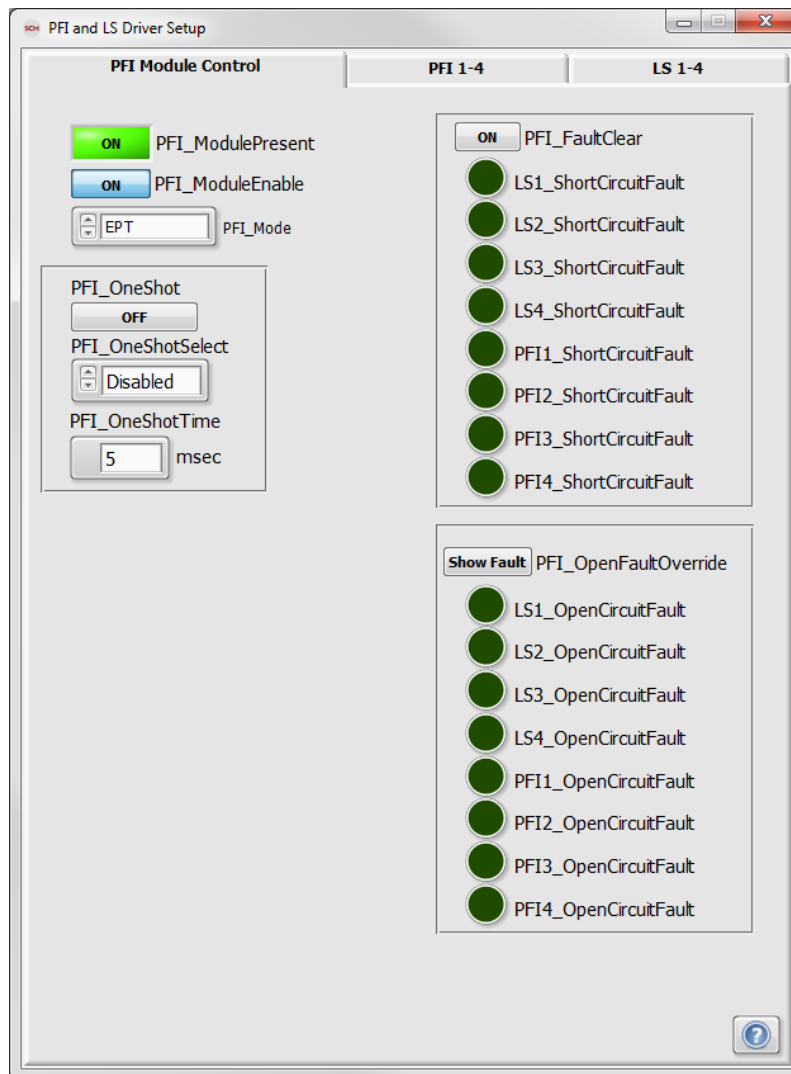 SCM PFI and LS Driver Setup
PFI Module Control PFI 1-4 LS 1-4
ON PFI_ModulePresent
ON PFI_ModuleEnable
EPT PFI_Mode
PFI_OneShot
OFF
PFI_OneShotSelect
Disabled
PFI_OneShotTime
5 msec
ON PFI_FaultClear
LS1_ShortCircuitFault
LS2_ShortCircuitFault
LS3_ShortCircuitFault
LS4_ShortCircuitFault
PFI1_ShortCircuitFault
PFI2_ShortCircuitFault
PFI3_ShortCircuitFault
PFI4_ShortCircuitFault
Show Fault PFI_OpenFaultOverride
LS1_OpenCircuitFault
LS2_OpenCircuitFault
LS3_OpenCircuitFault
LS4_OpenCircuitFault
PFI1_OpenCircuitFault
PFI2_OpenCircuitFault
PFI3_OpenCircuitFault
PFI4_OpenCircuitFault
?